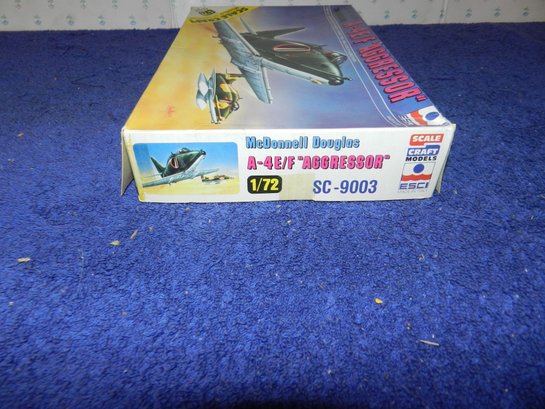 "AGGRESSOR"
McDonnell Douglas
A-4E/F "AGGRESSOR"
1/72
SC-9003
SCALE
CRAFT
MODELS
ESCI